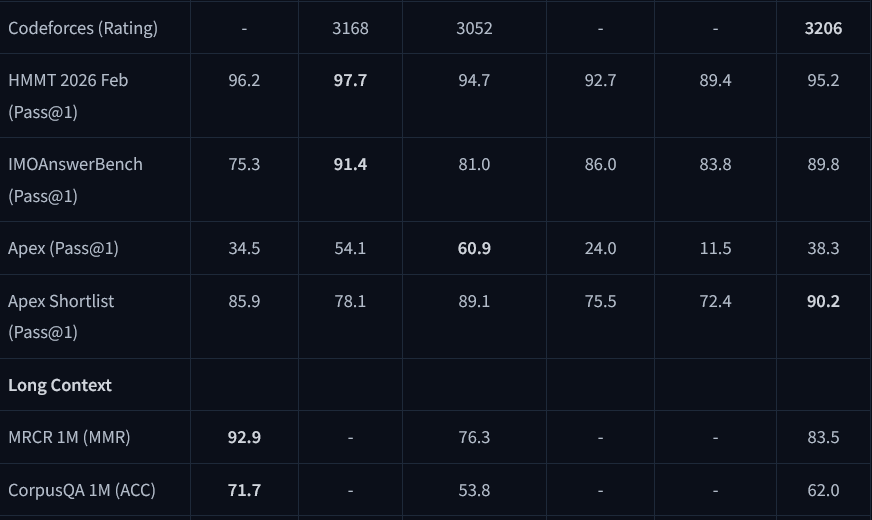 Codeforces (Rating) - 3168 3052 - - 3206
HMMT 2026 Feb 96.2 97.7 94.7 92.7 89.4 95.2
(Pass@1)
IMOAnswerBench 75.3 91.4 81.0 86.0 83.8 89.8
(Pass@1)
Apex (Pass@1) 34.5 54.1 60.9 24.0 11.5 38.3
Apex Shortlist 85.9 78.1 89.1 75.5 72.4 90.2
(Pass@1)
Long Context
MRCR 1M (MMR) 92.9 - 76.3 - - 83.5
CorpusQA 1M (ACC) 71.7 - 53.8 - - 62.0